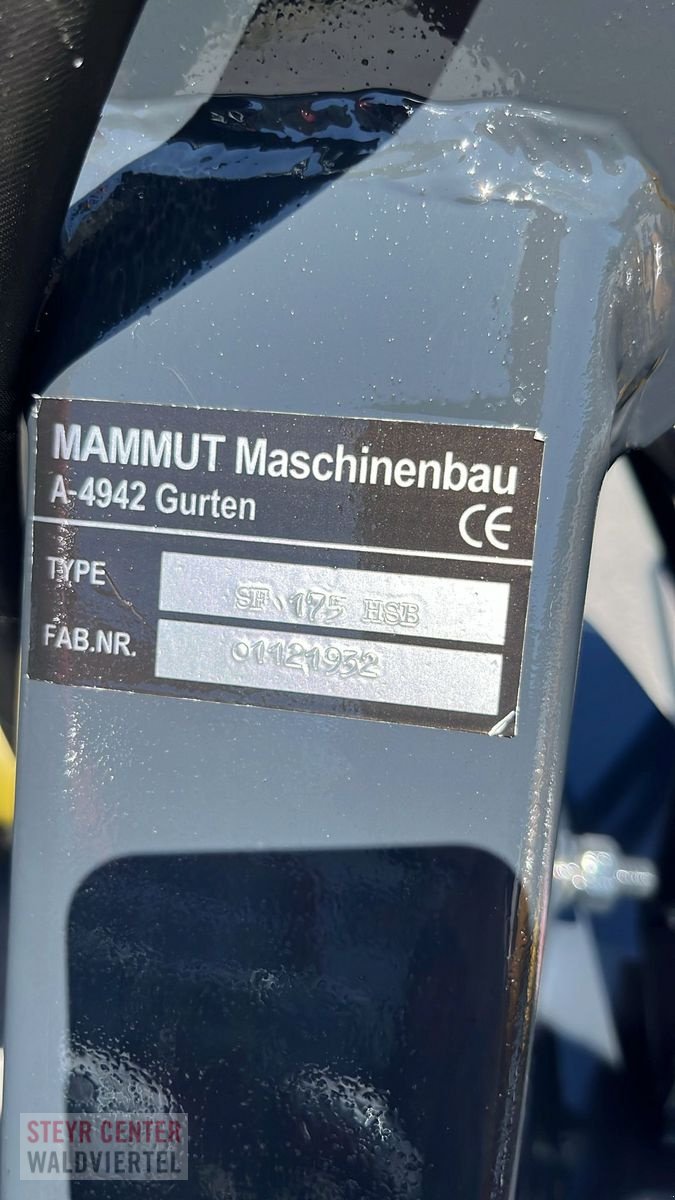 MAMMUT Maschinenbau
A-4942 Gurten
CE
TYPE SF 175 HSB
FAB.NR. 01121932
STEYR CENTER
WALDVIERTEL